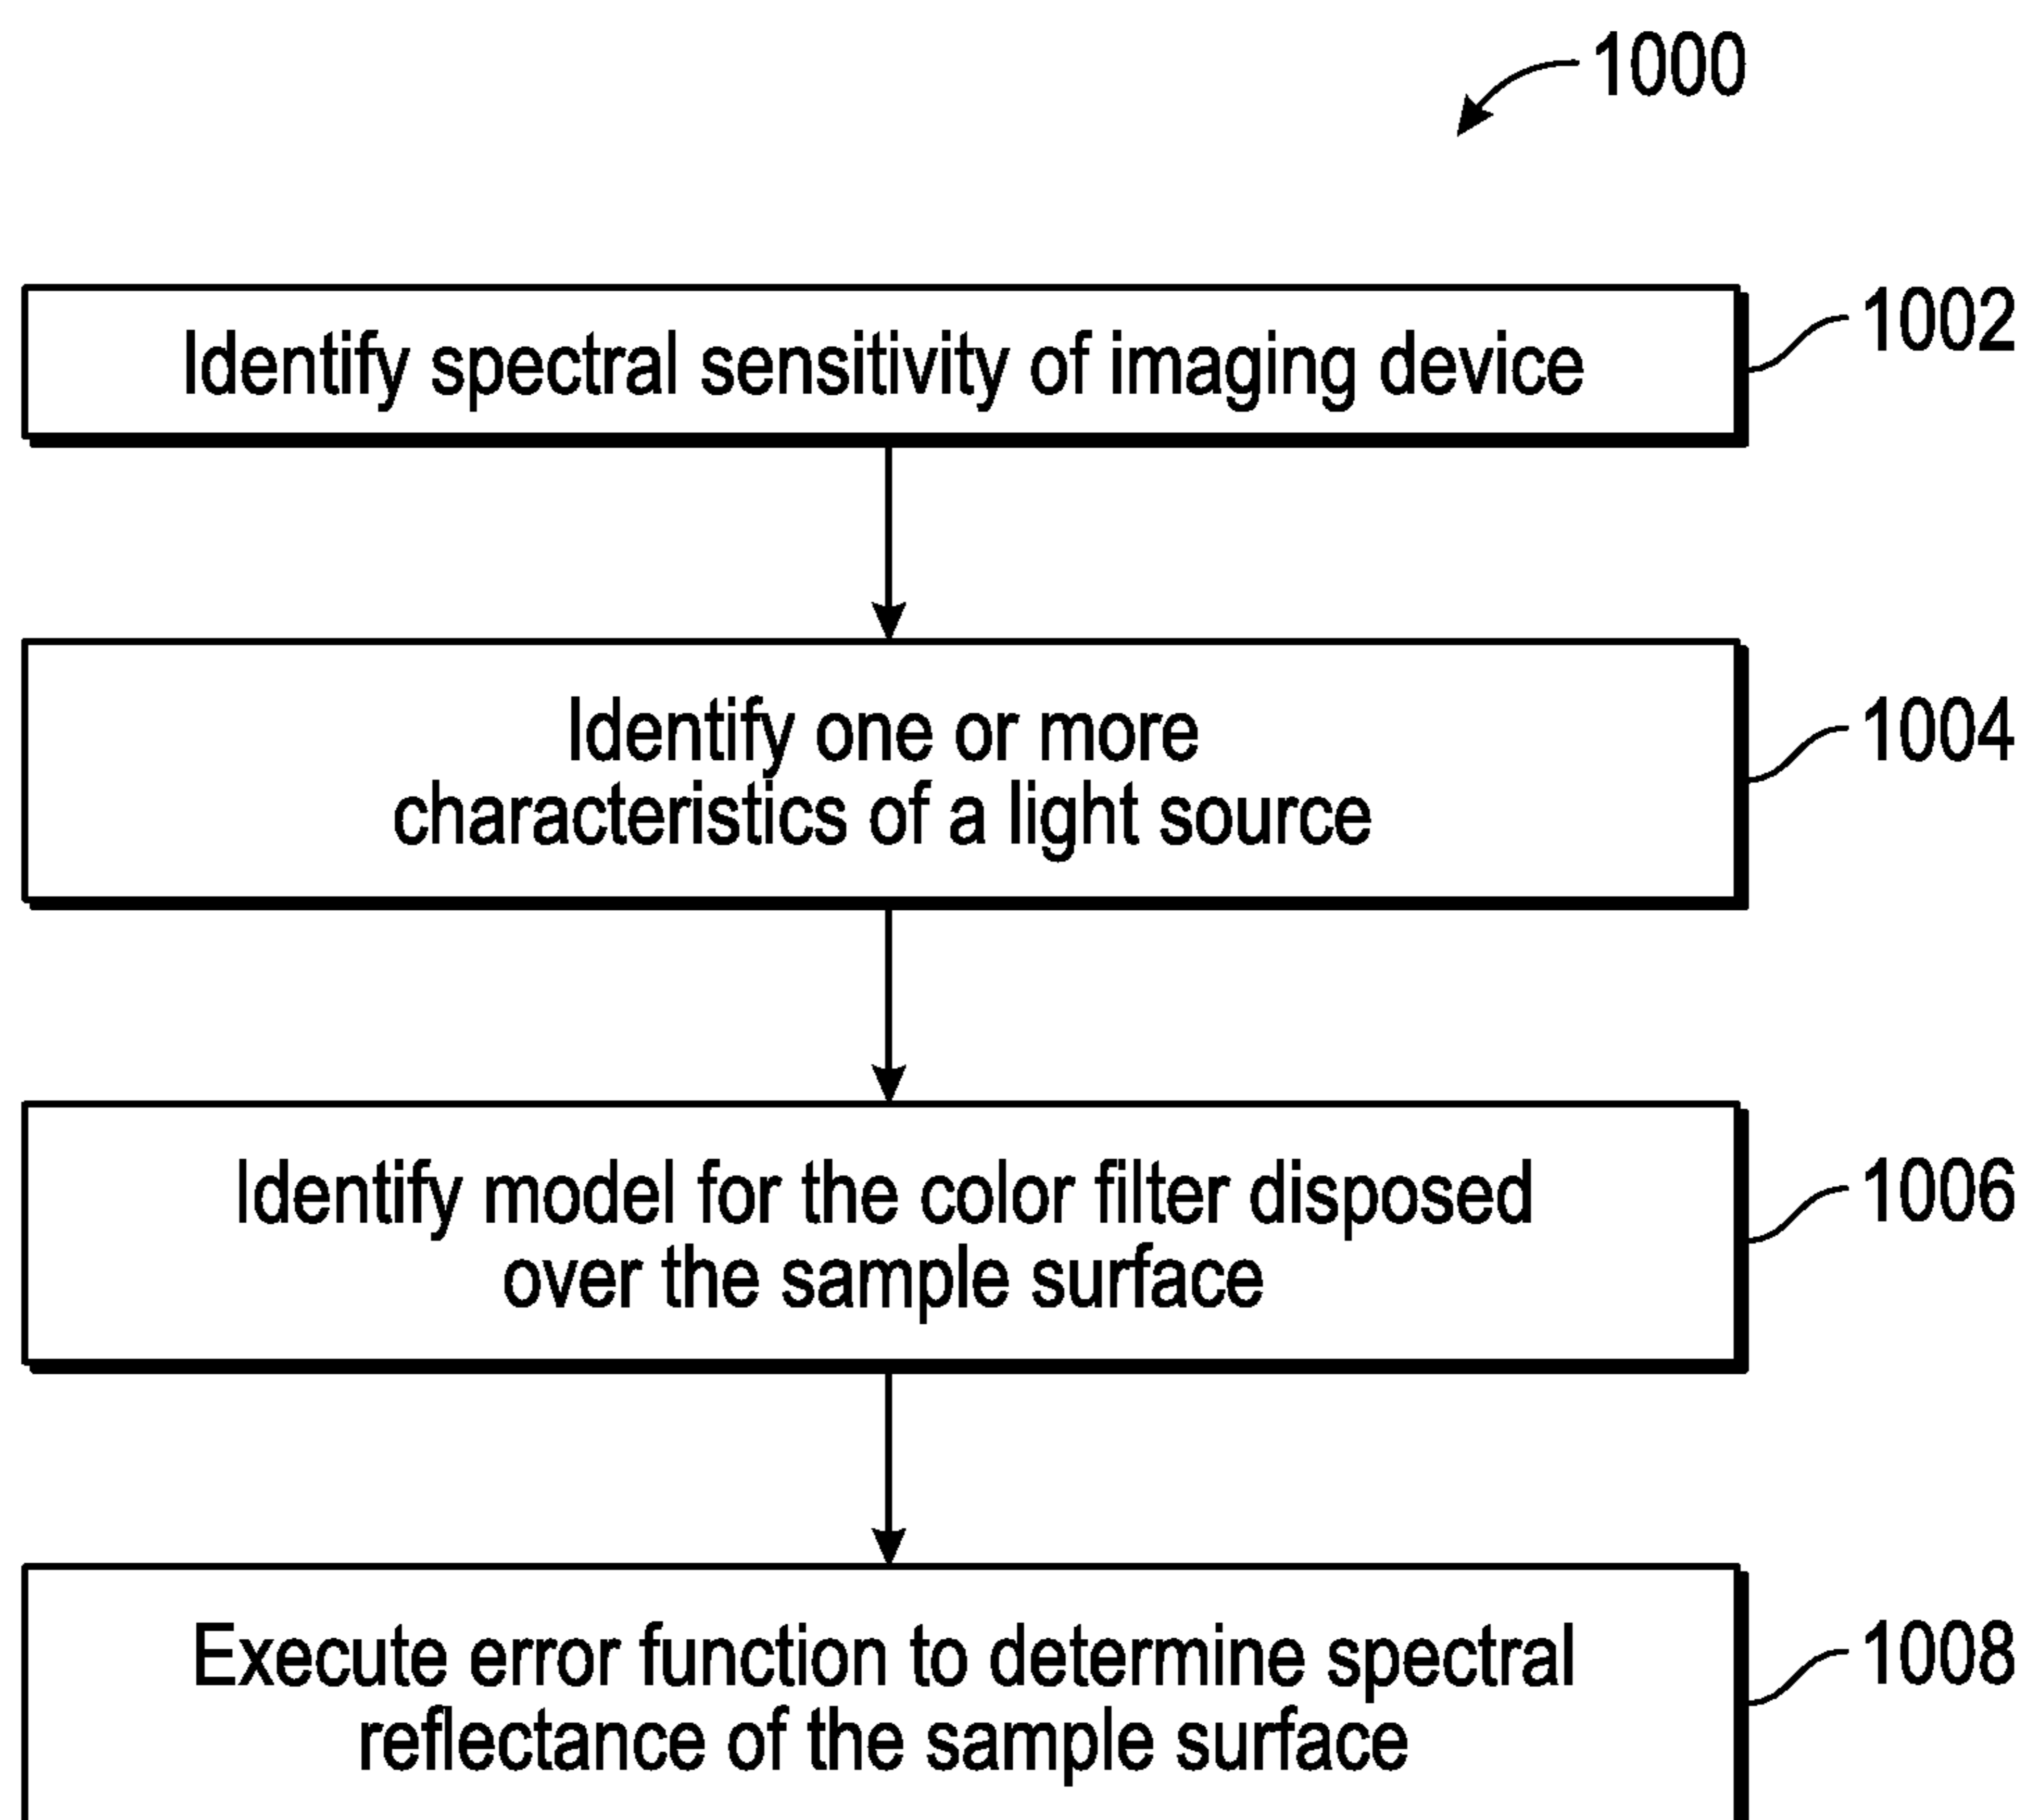 1000
Identify spectral sensitivity of imaging device
1002
Identify one or more
characteristics of a light source
1004
Identify model for the color filter disposed
over the sample surface
1006
Execute error function to determine spectral
reflectance of the sample surface
1008